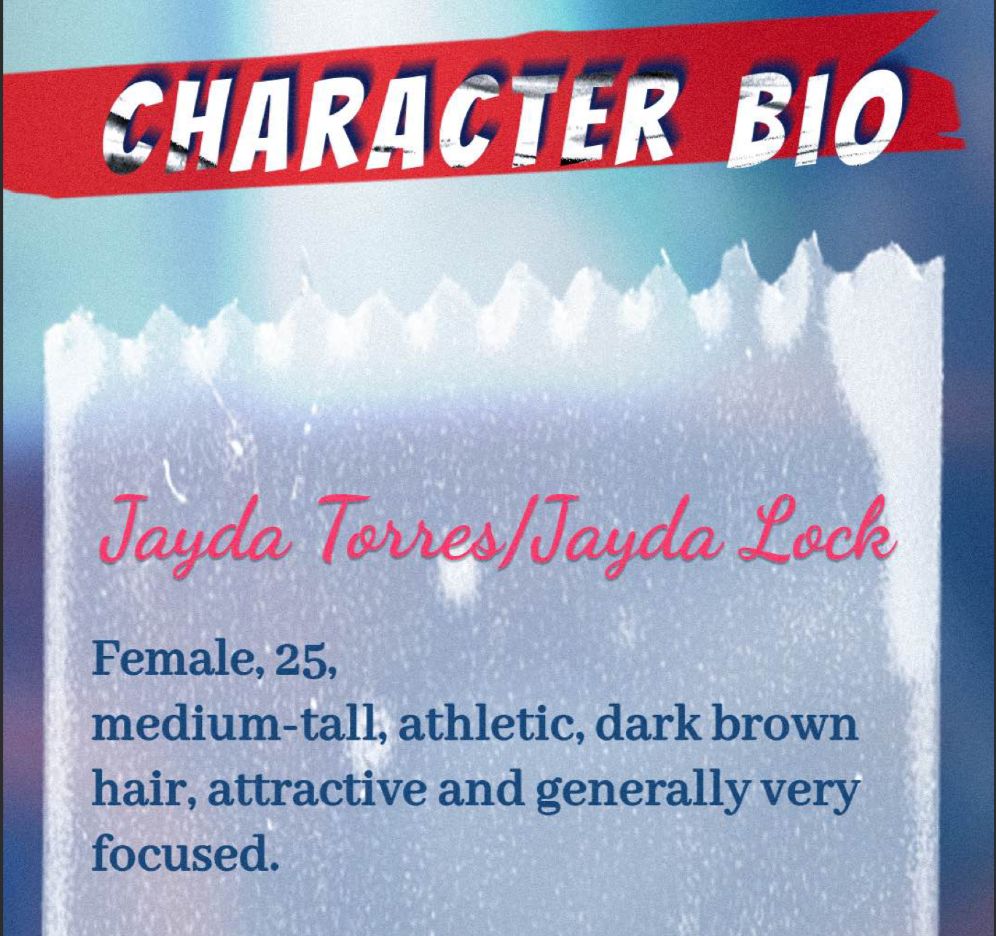 CHARACTER BIO
Jayda Torres/Jayda Lock
Female, 25,
medium-tall, athletic, dark brown
hair, attractive and generally very
focused.